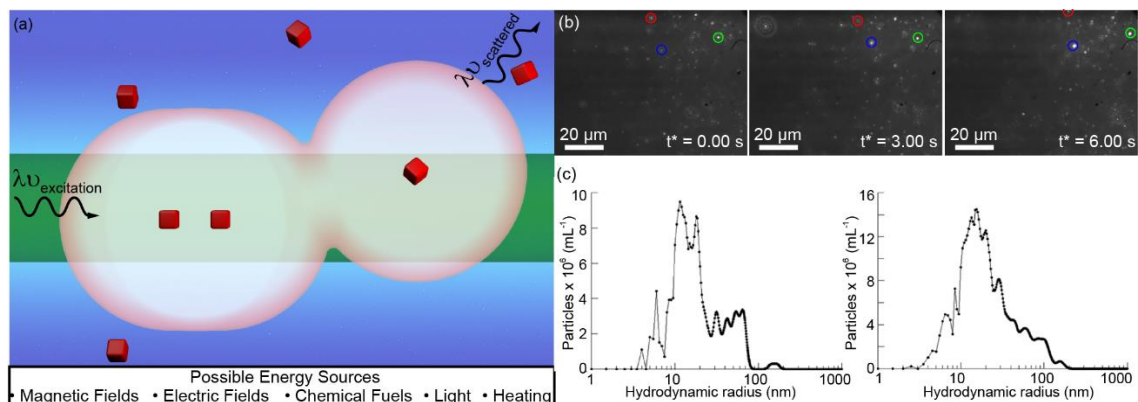 (a)
λυscattered
λυexcitation
Possible Energy Sources
• Magnetic Fields • Electric Fields • Chemical Fuels • Light • Heating
(b)
20 µm t* = 0.00 s
20 µm t* = 3.00 s
20 µm t* = 6.00 s
(c)
Particles x 10⁶ (mL⁻¹)
10
8
6
4
2
0
1 10 100 1000
Hydrodynamic radius (nm)
Particles x 10⁶ (mL⁻¹)
16
12
8
4
0
1 10 100 1000
Hydrodynamic radius (nm)